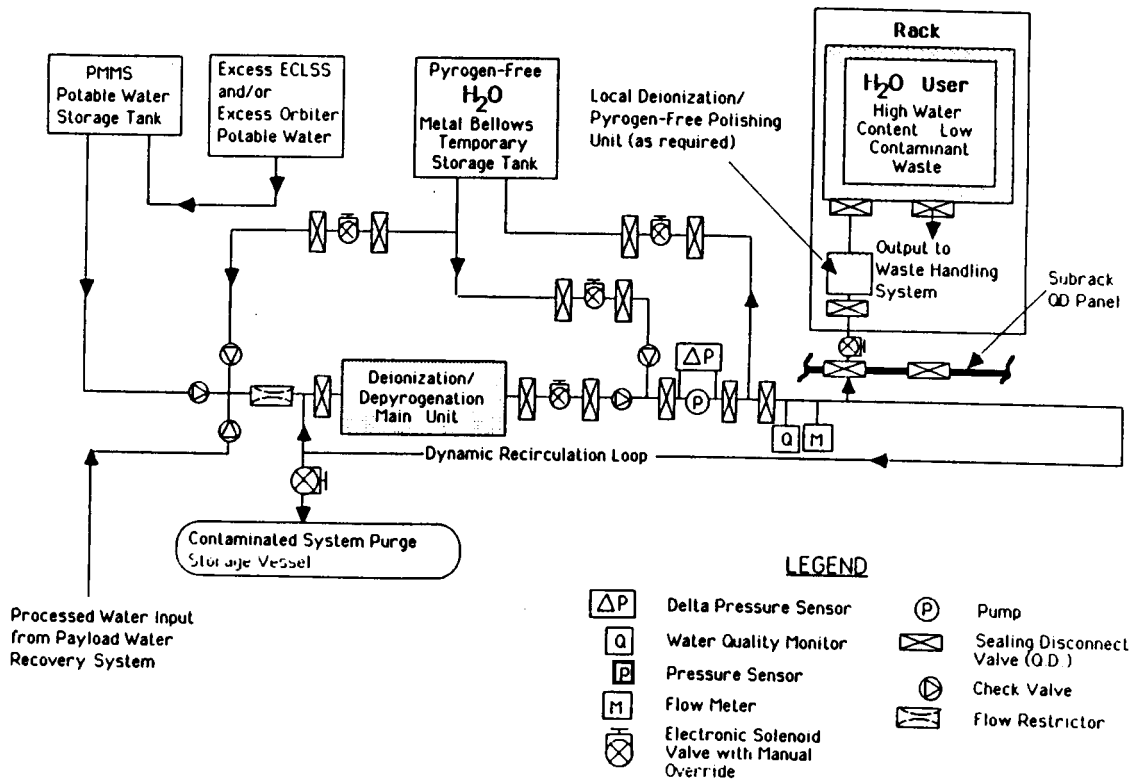 PMMS
Potable Water
Storage Tank
Excess ECLSS
and/or
Excess Orbiter
Potable Water
Pyrogen-Free
H2O
Metal Bellows
Temporary
Storage Tank
Local Deionization/
Pyrogen-Free Polishing
Unit (as required)
Rack
H2O User
High Water
Content Low
Contaminant
Waste
Output to
Waste Handling
System
Subrack
QD Panel
ΔP
P
Deionization/
Depyrogenation
Main Unit
Q
M
Dynamic Recirculation Loop
Contaminated System Purge
Storage Vessel
Processed Water Input
from Payload Water
Recovery System
LEGEND
ΔP Delta Pressure Sensor
Q Water Quality Monitor
P Pressure Sensor
M Flow Meter
Electronic Solenoid
Valve with Manual
Override
P Pump
Sealing Disconnect
Valve (Q.D.)
Check Valve
Flow Restrictor